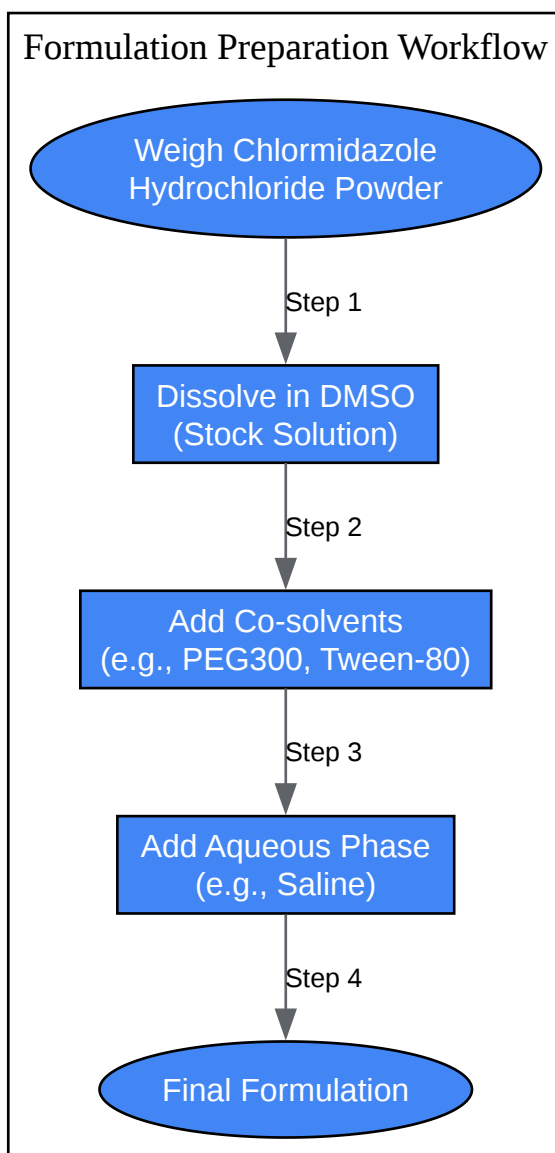 Formulation Preparation Workflow
Weigh Chlormidazole
Hydrochloride Powder
Step 1
Dissolve in DMSO
(Stock Solution)
Step 2
Add Co-solvents
(e.g., PEG300, Tween-80)
Step 3
Add Aqueous Phase
(e.g., Saline)
Step 4
Final Formulation